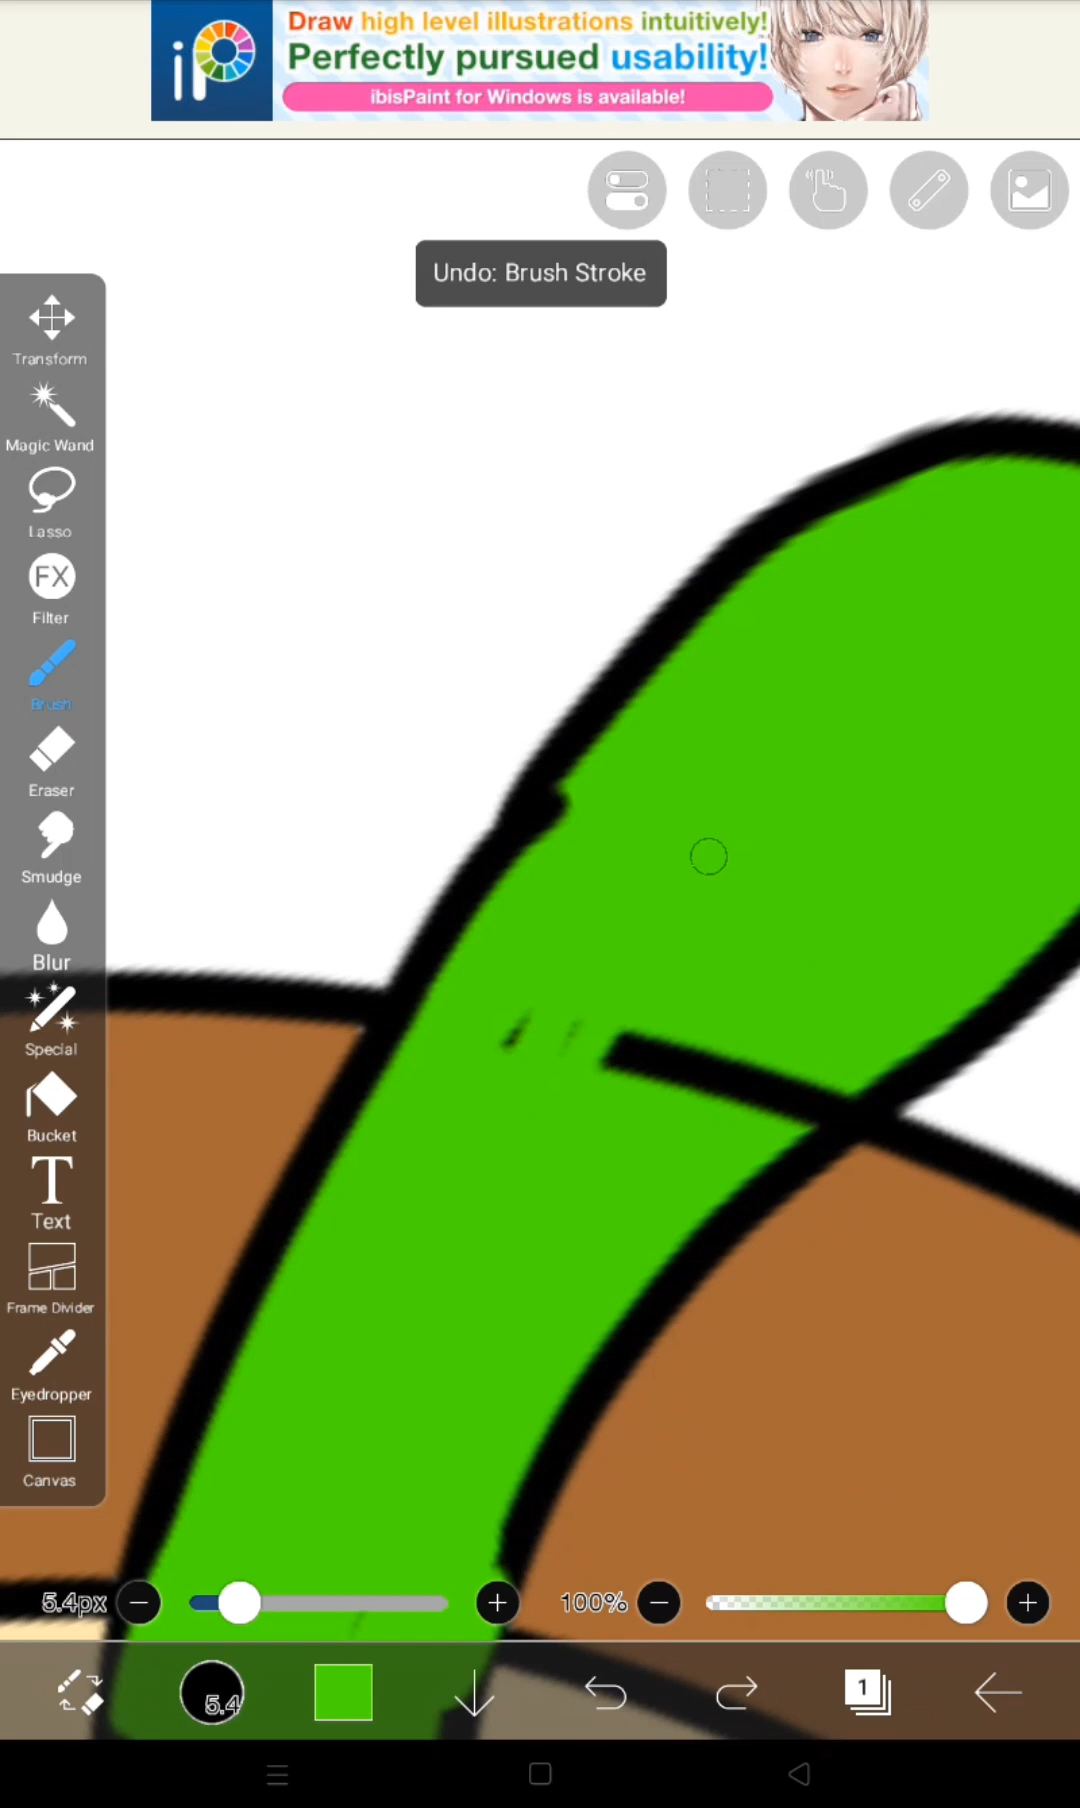 iP
Draw high level illustrations intuitively!
Perfectly pursued usability!
ibisPaint for Windows is available!
Undo: Brush Stroke
Transform
Magic Wand
Lasso
FX
Filter
Brush
Eraser
Smudge
Blur
Special
Bucket
T
Text
Frame Divider
Eyedropper
Canvas
5.4px
100%
5.4
1